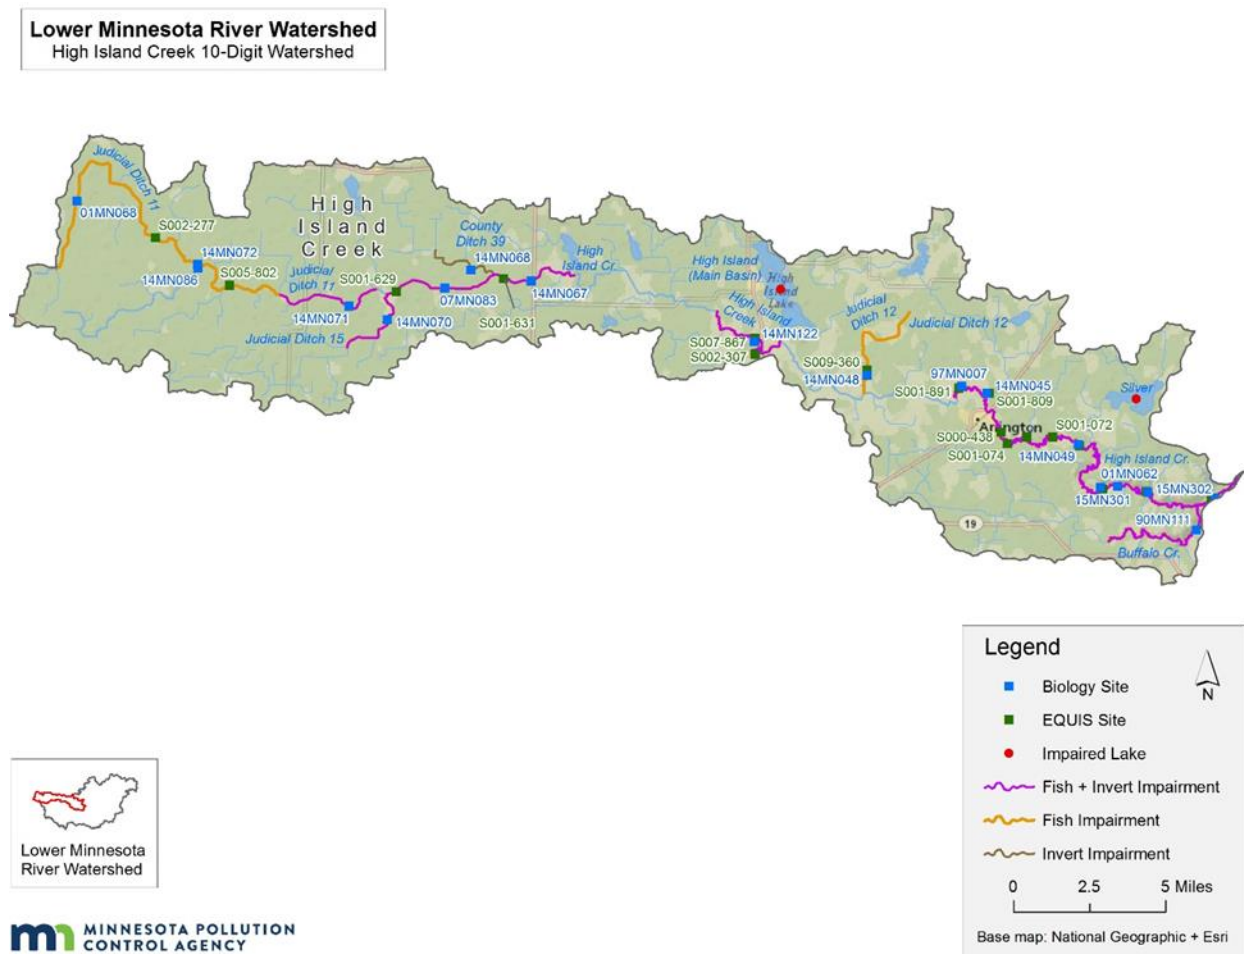 Lower Minnesota River Watershed
High Island Creek 10-Digit Watershed
Judicial Ditch 11
01MN068
S002-277
14MN072
14MN086
S005-802
High
Island
Creek
Judicial
Ditch 11
S001-629
14MN071
14MN070
Judicial Ditch 15
County
Ditch 39
14MN068
07MN083
S001-631
High
Island Cr.
14MN067
High Island
(Main Basin)
High
Island
Lake
High Island
Creek
14MN122
S007-867
S002-307
Judicial
Ditch 12
Judicial Ditch 12
S009-360
14MN048
97MN007
S001-891
14MN045
S001-809
Silver
Arlington
S000-438
S001-074
S001-072
14MN049
High Island Cr.
01MN062
15MN301
15MN302
90MN111
19
Buffalo Cr.
Legend
Biology Site
EQUIS Site
Impaired Lake
Fish + Invert Impairment
Fish Impairment
Invert Impairment
N
0 2.5 5 Miles
Base map: National Geographic + Esri
Lower Minnesota
River Watershed
MINNESOTA POLLUTION
CONTROL AGENCY